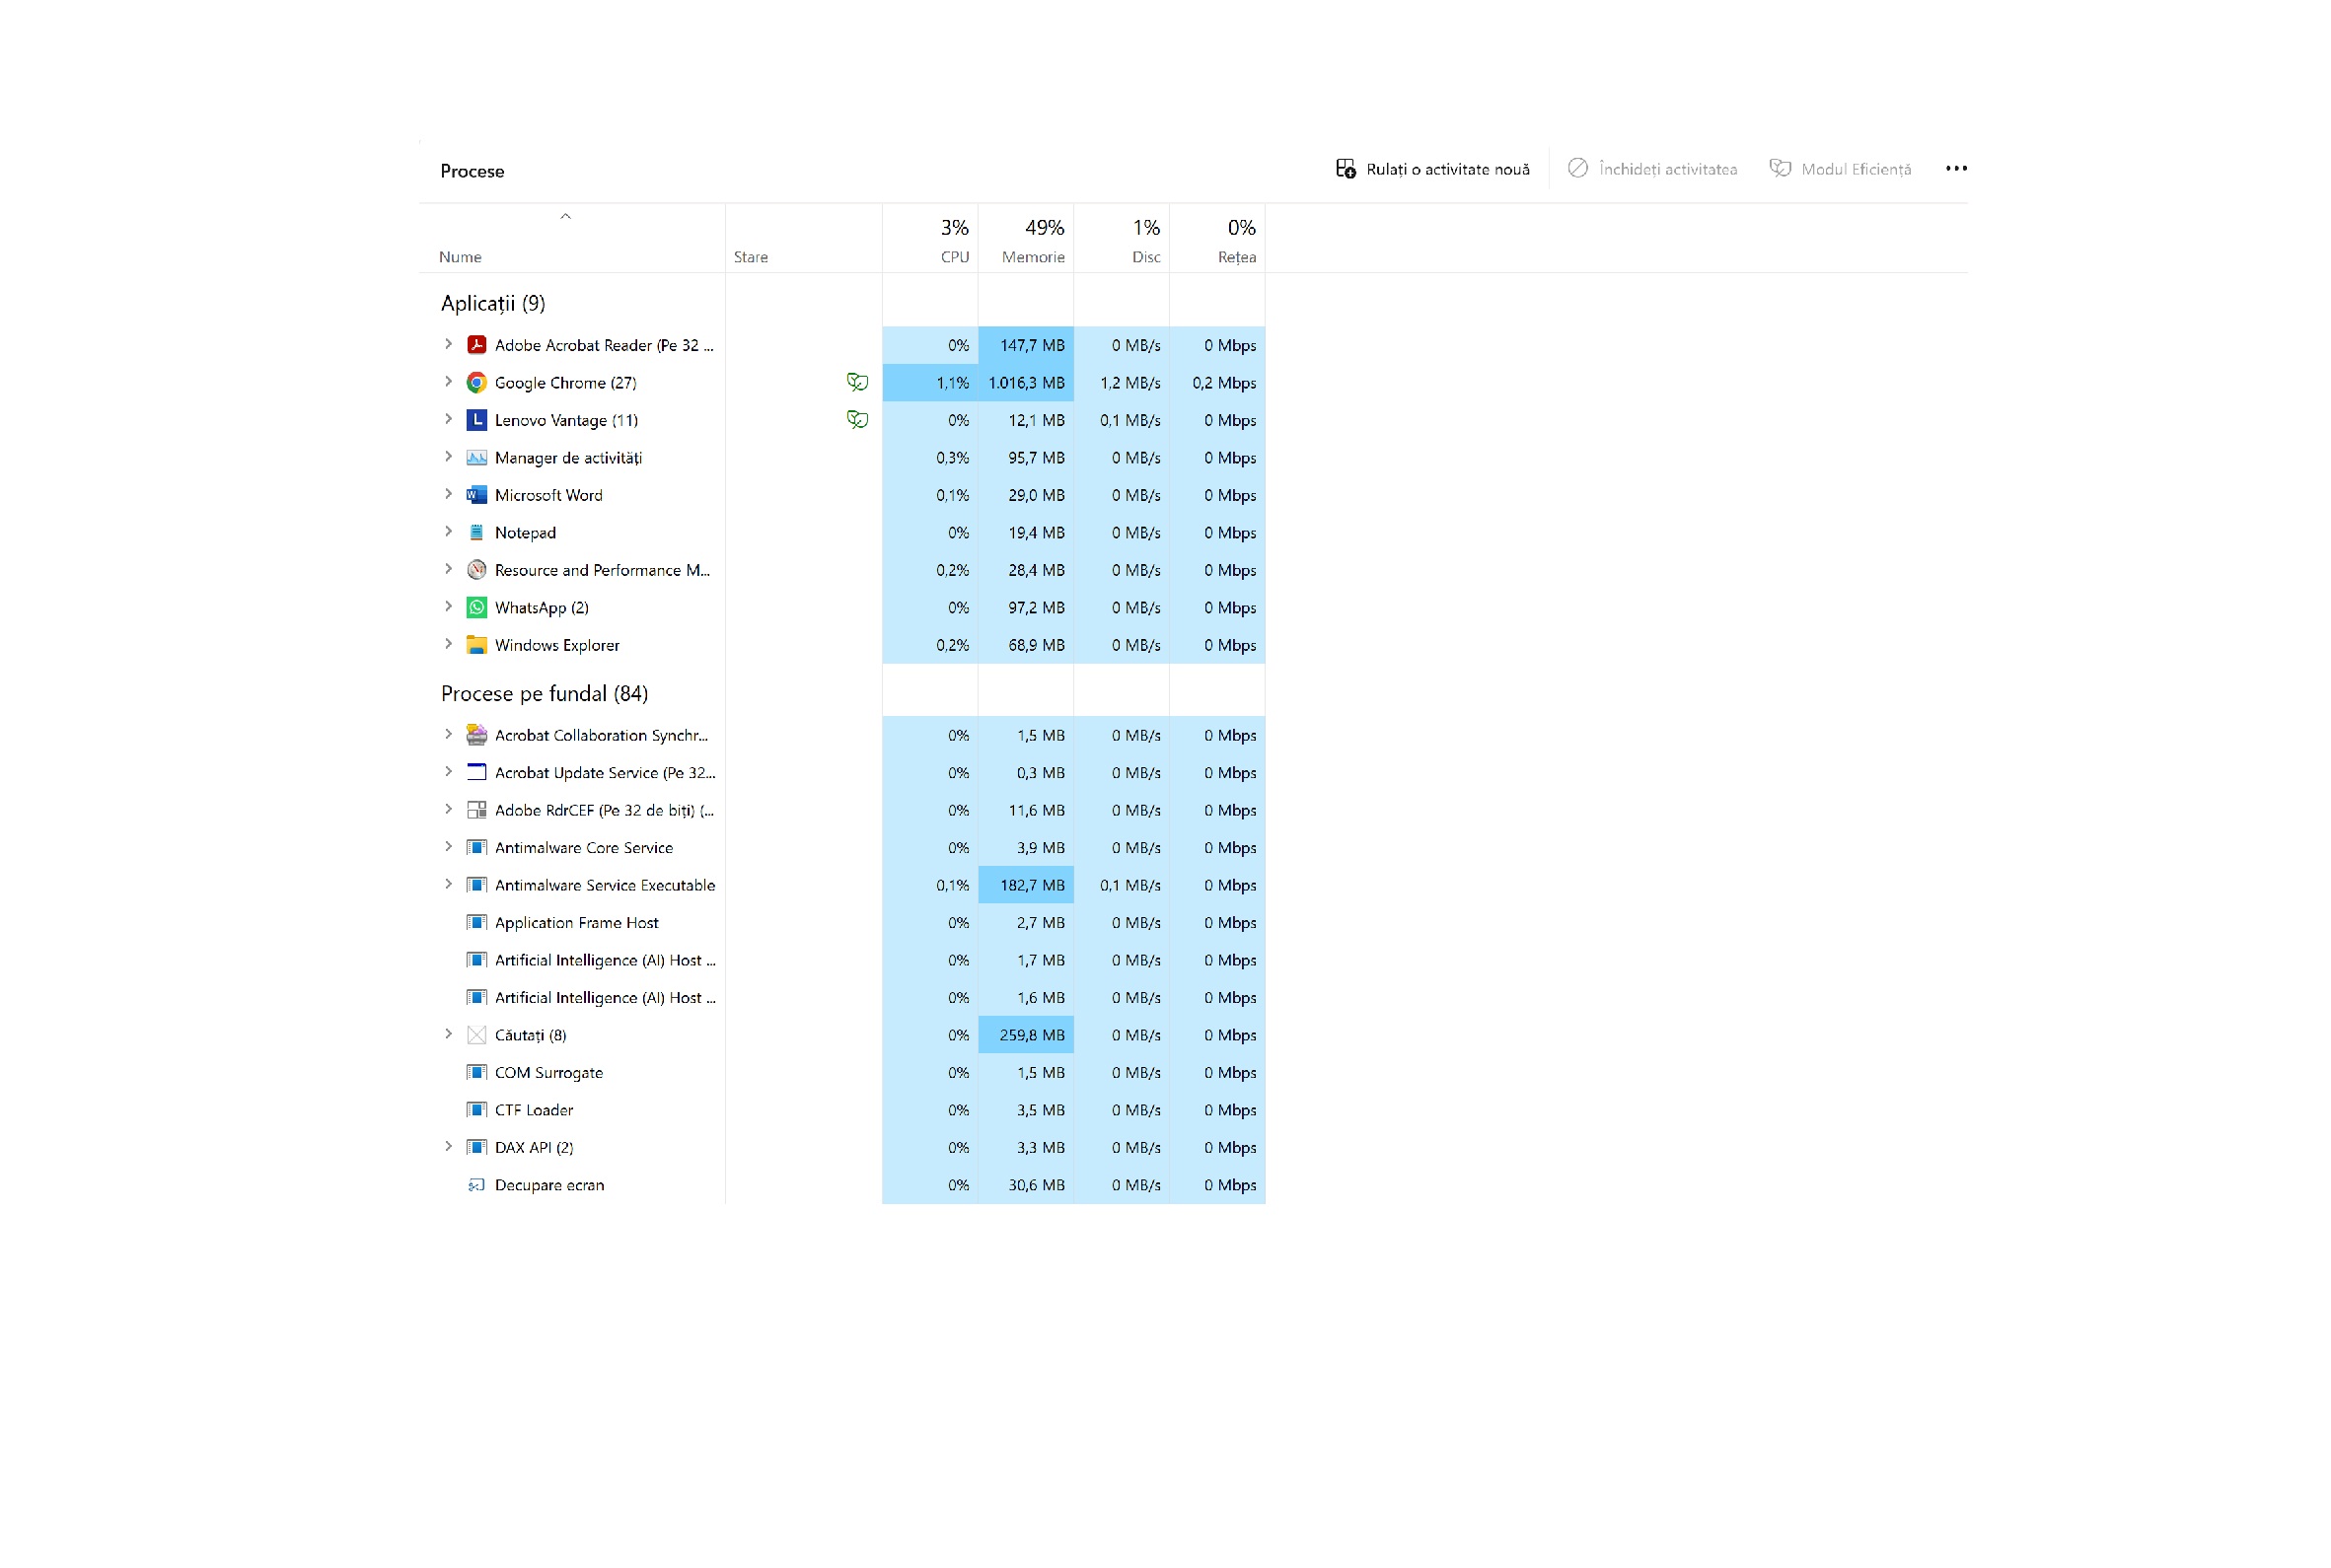 Procese
Rulați o activitate nouă
Închideți activitatea
Modul Eficiență
3% 49% 1% 0%
Nume Stare CPU Memorie Disc Rețea
Aplicații (9)
Adobe Acrobat Reader (Pe 32 ... 0% 147,7 MB 0 MB/s 0 Mbps
Google Chrome (27) 1,1% 1.016,3 MB 1,2 MB/s 0,2 Mbps
Lenovo Vantage (11) 0% 12,1 MB 0,1 MB/s 0 Mbps
Manager de activități 0,3% 95,7 MB 0 MB/s 0 Mbps
Microsoft Word 0,1% 29,0 MB 0 MB/s 0 Mbps
Notepad 0% 19,4 MB 0 MB/s 0 Mbps
Resource and Performance M... 0,2% 28,4 MB 0 MB/s 0 Mbps
WhatsApp (2) 0% 97,2 MB 0 MB/s 0 Mbps
Windows Explorer 0,2% 68,9 MB 0 MB/s 0 Mbps
Procese pe fundal (84)
Acrobat Collaboration Synchr... 0% 1,5 MB 0 MB/s 0 Mbps
Acrobat Update Service (Pe 32... 0% 0,3 MB 0 MB/s 0 Mbps
Adobe RdrCEF (Pe 32 de biți) (... 0% 11,6 MB 0 MB/s 0 Mbps
Antimalware Core Service 0% 3,9 MB 0 MB/s 0 Mbps
Antimalware Service Executable 0,1% 182,7 MB 0,1 MB/s 0 Mbps
Application Frame Host 0% 2,7 MB 0 MB/s 0 Mbps
Artificial Intelligence (AI) Host ... 0% 1,7 MB 0 MB/s 0 Mbps
Artificial Intelligence (AI) Host ... 0% 1,6 MB 0 MB/s 0 Mbps
Căutați (8) 0% 259,8 MB 0 MB/s 0 Mbps
COM Surrogate 0% 1,5 MB 0 MB/s 0 Mbps
CTF Loader 0% 3,5 MB 0 MB/s 0 Mbps
DAX API (2) 0% 3,3 MB 0 MB/s 0 Mbps
Decupare ecran 0% 30,6 MB 0 MB/s 0 Mbps